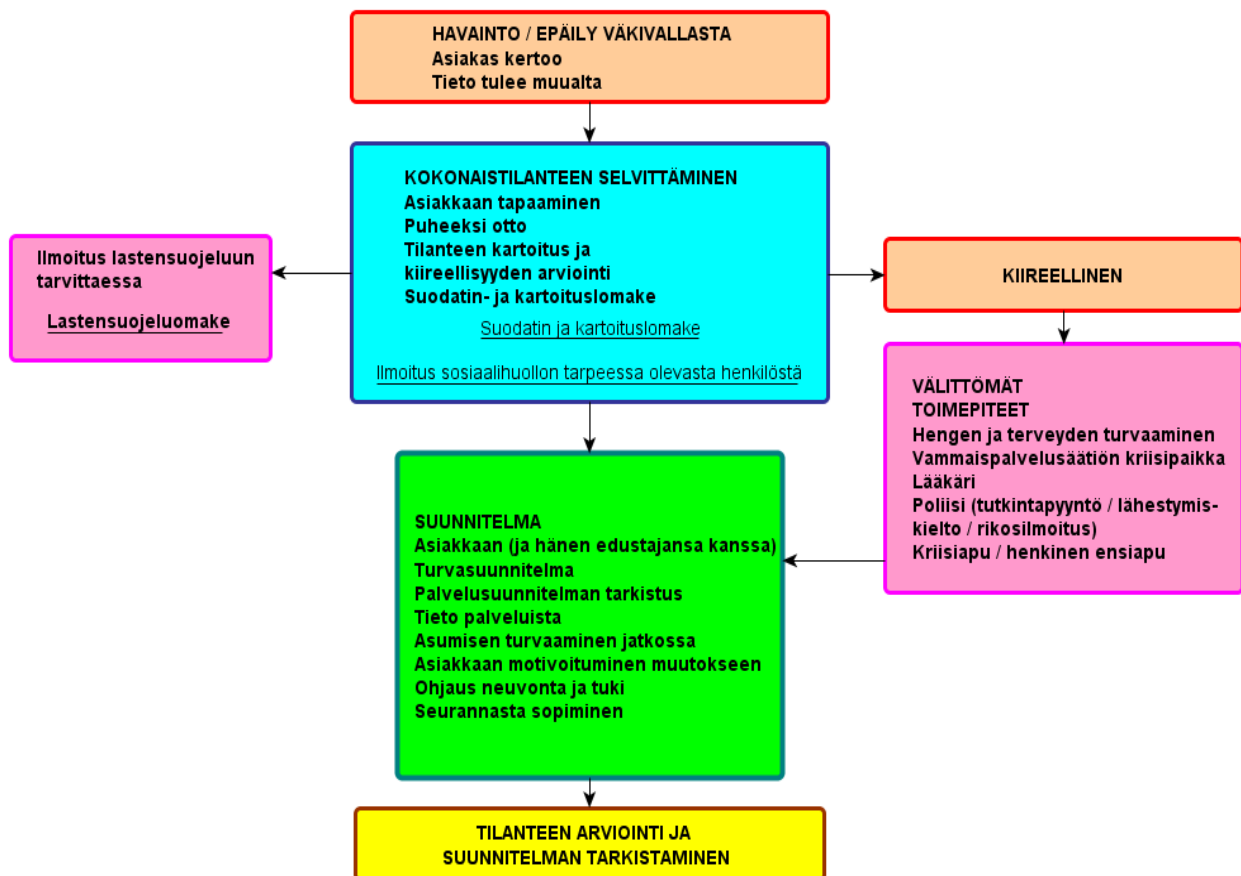 HAVAINTO / EPÄILY VÄKIVALLASTA
Asiakas kertoo
Tieto tulee muualta
KOKONAISTILANTEEN SELVITTÄMINEN
Asiakkaan tapaaminen
Puheeksi otto
Tilanteen kartoitus ja
kiireellisyyden arviointi
Suodatin- ja kartoituslomake
Suodatin ja kartoituslomake
Ilmoitus sosiaalihuollon tarpeessa olevasta henkilöstä
Ilmoitus lastensuojeluun
tarvittaessa
Lastensuojeluomake
KIIREELLINEN
VÄLITTÖMÄT
TOIMEPITEET
Hengen ja terveyden turvaaminen
Vammaispalvelusäätiön kriisipaikka
Lääkäri
Poliisi (tutkintapyyntö / lähestymis-
kielto / rikosilmoitus)
Kriisiapu / henkinen ensiapu
SUUNNITELMA
Asiakkaan (ja hänen edustajansa kanssa)
Turvasuunnitelma
Palvelusuunnitelman tarkistus
Tieto palveluista
Asumisen turvaaminen jatkossa
Asiakkaan motivoituminen muutokseen
Ohjaus neuvonta ja tuki
Seurannasta sopiminen
TILANTEEN ARVIOINTI JA
SUUNNITELMAN TARKISTAMINEN